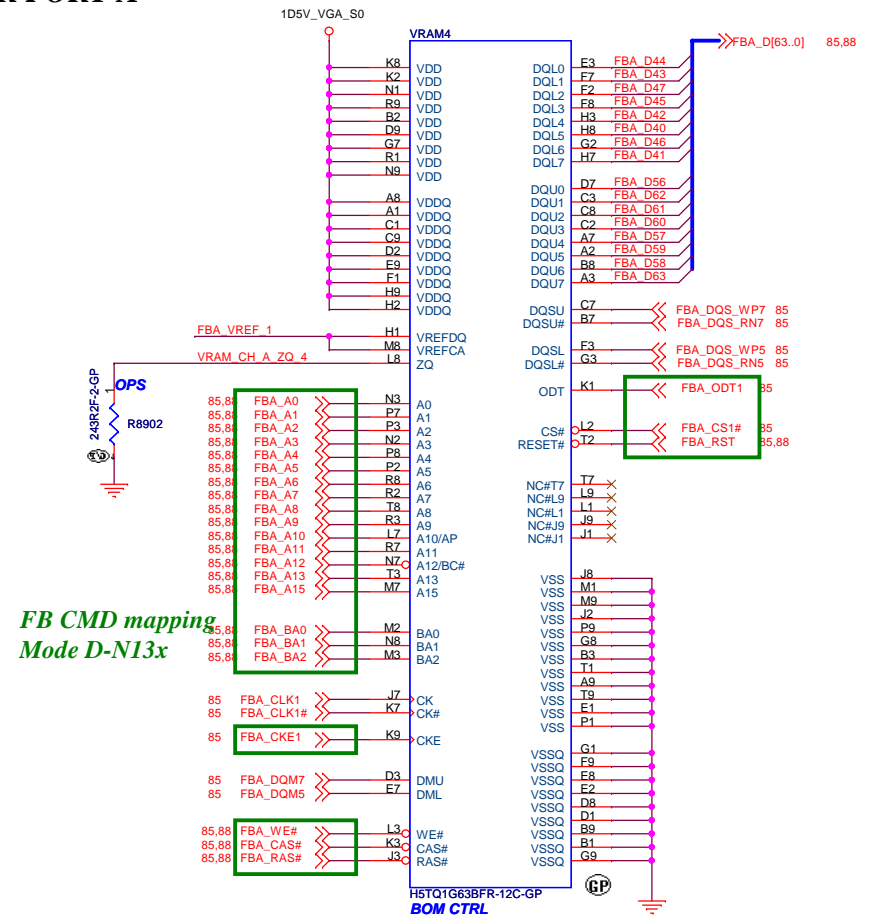 1D5V_VGA_S0
VRAM4
FBA_D[63..0] 85,88
K8 VDD
K2 VDD
N1 VDD
R9 VDD
B2 VDD
D9 VDD
G7 VDD
R1 VDD
N9 VDD
A8 VDDQ
A1 VDDQ
C1 VDDQ
C9 VDDQ
D2 VDDQ
E9 VDDQ
F1 VDDQ
H9 VDDQ
H2 VDDQ
FBA_VREF_1 H1 VREFDQ
M8 VREFCA
VRAM_CH_A_ZQ_4 L8 ZQ
OPS
243R2F-2-GP
1
R8902
85,88 FBA_A0 N3 A0
85,88 FBA_A1 P7 A1
85,88 FBA_A2 P3 A2
85,88 FBA_A3 N2 A3
85,88 FBA_A4 P8 A4
85,88 FBA_A5 P2 A5
85,88 FBA_A6 R8 A6
85,88 FBA_A7 R2 A7
85,88 FBA_A8 T8 A8
85,88 FBA_A9 R3 A9
85,88 FBA_A10 L7 A10/AP
85,88 FBA_A11 R7 A11
85,88 FBA_A12 N7 A12/BC#
85,88 FBA_A13 T3 A13
85,88 FBA_A15 M7 A15
FB CMD mapping
Mode D-N13x
85,88 FBA_BA0 M2 BA0
85,88 FBA_BA1 N8 BA1
85,88 FBA_BA2 M3 BA2
85 FBA_CLK1 J7 CK
85 FBA_CLK1# K7 CK#
85 FBA_CKE1 K9 CKE
85 FBA_DQM7 D3 DMU
85 FBA_DQM5 E7 DML
85,88 FBA_WE# L3 WE#
85,88 FBA_CAS# K3 CAS#
85,88 FBA_RAS# J3 RAS#
DQL0 E3 FBA_D44
DQL1 F7 FBA_D43
DQL2 F2 FBA_D47
DQL3 F8 FBA_D45
DQL4 H3 FBA_D42
DQL5 H8 FBA_D40
DQL6 G2 FBA_D46
DQL7 H7 FBA_D41
DQU0 D7 FBA_D56
DQU1 C3 FBA_D62
DQU2 C8 FBA_D61
DQU3 C2 FBA_D60
DQU4 A7 FBA_D57
DQU5 A2 FBA_D59
DQU6 B8 FBA_D58
DQU7 A3 FBA_D63
DQSU C7 FBA_DQS_WP7 85
DQSU# B7 FBA_DQS_RN7 85
DQSL F3 FBA_DQS_WP5 85
DQSL# G3 FBA_DQS_RN5 85
ODT K1 FBA_ODT1 85
CS# L2 FBA_CS1# 85
RESET# T2 FBA_RST 85,88
NC#T7 T7
NC#L9 L9
NC#L1 L1
NC#J9 J9
NC#J1 J1
VSS J8
VSS M1
VSS M9
VSS J2
VSS P9
VSS G8
VSS B3
VSS T1
VSS A9
VSS T9
VSS E1
VSS P1
VSSQ G1
VSSQ F9
VSSQ E8
VSSQ E2
VSSQ D8
VSSQ D1
VSSQ B9
VSSQ B1
VSSQ G9
H5TQ1G63BFR-12C-GP
GP
BOM CTRL